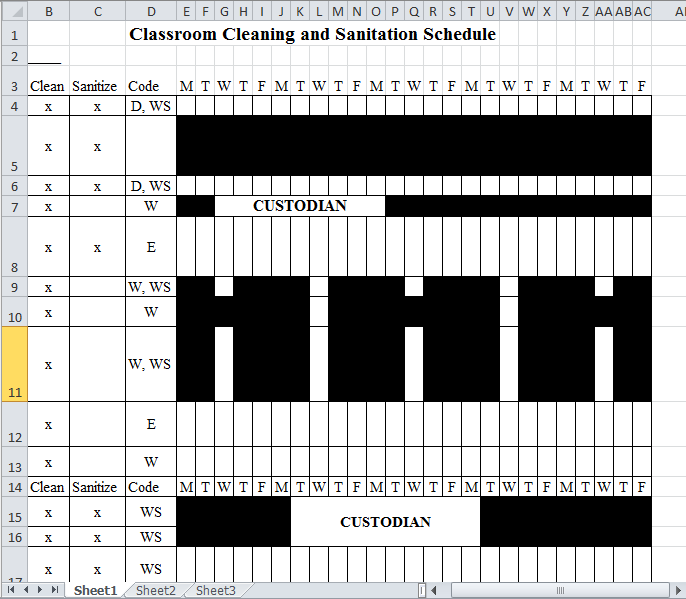 B C D E F G H I J K L M N O P Q R S T U V W X Y Z AA AB AC
1 Classroom Cleaning and Sanitation Schedule
2
3 Clean Sanitize Code M T W T F M T W T F M T W T F M T W T F M T W T F
4 x x D, WS
5 x x
6 x x D, WS
7 x W CUSTODIAN
8 x x E
9 x W, WS
10 x W
11 x W, WS
12 x E
13 x W
14 Clean Sanitize Code M T W T F M T W T F M T W T F M T W T F M T W T F
15 x x WS CUSTODIAN
16 x x WS
17 x x WS
Sheet1 Sheet2 Sheet3